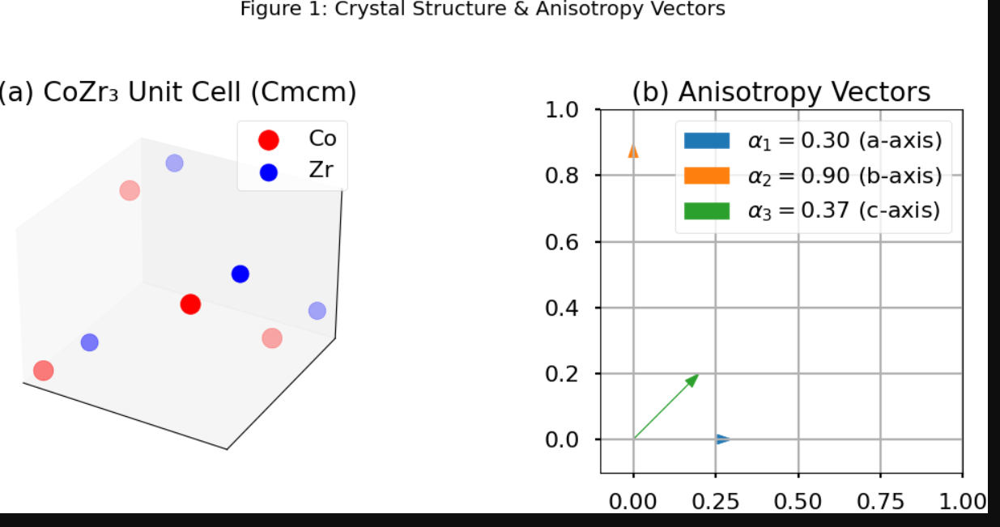 Figure 1: Crystal Structure & Anisotropy Vectors
(a) CoZr₃ Unit Cell (Cmcm)
Co
Zr
(b) Anisotropy Vectors
α₁ = 0.30 (a-axis)
α₂ = 0.90 (b-axis)
α₃ = 0.37 (c-axis)
1.0
0.8
0.6
0.4
0.2
0.0
0.00 0.25 0.50 0.75 1.00